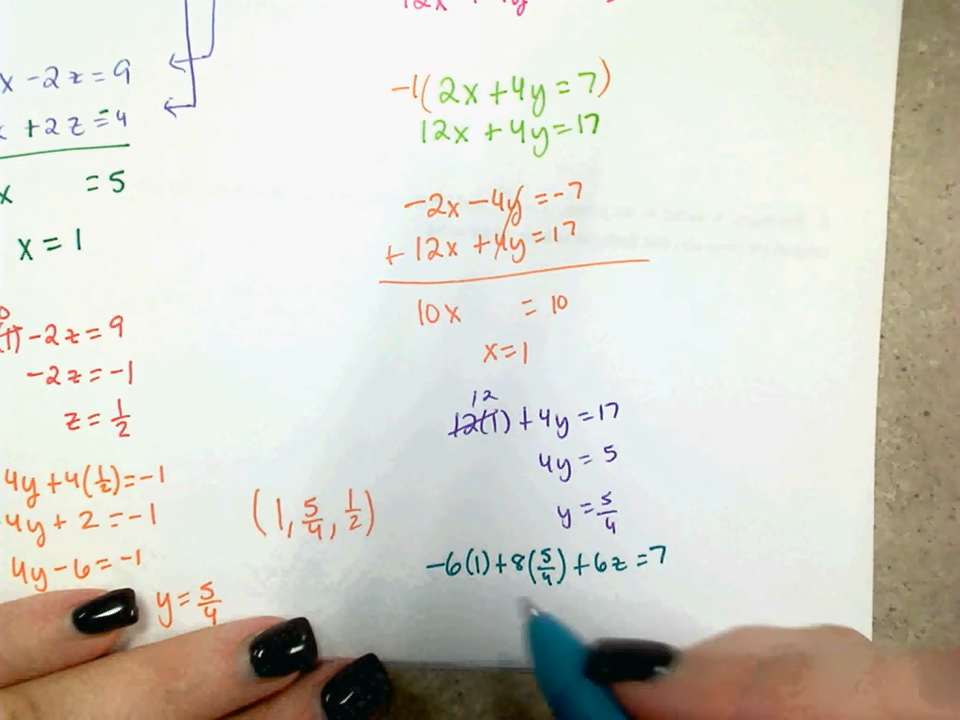 x - 2z = 9
+ 2z = 4
x = 5
x = 1
(1) - 2z = 9
-2z = -1
z = 1/2
4y + 4(1/2) = -1
4y + 2 = -1
4y - 6 = -1
y = 5/4
(1, 5/4, 1/2)
12x
-1(2x + 4y = 7)
12x + 4y = 17
-2x - 4y = -7
+ 12x + 4y = 17
10x = 10
x = 1
12
12(1) + 4y = 17
4y = 5
y = 5/4
-6(1) + 8(5/4) + 6z = 7